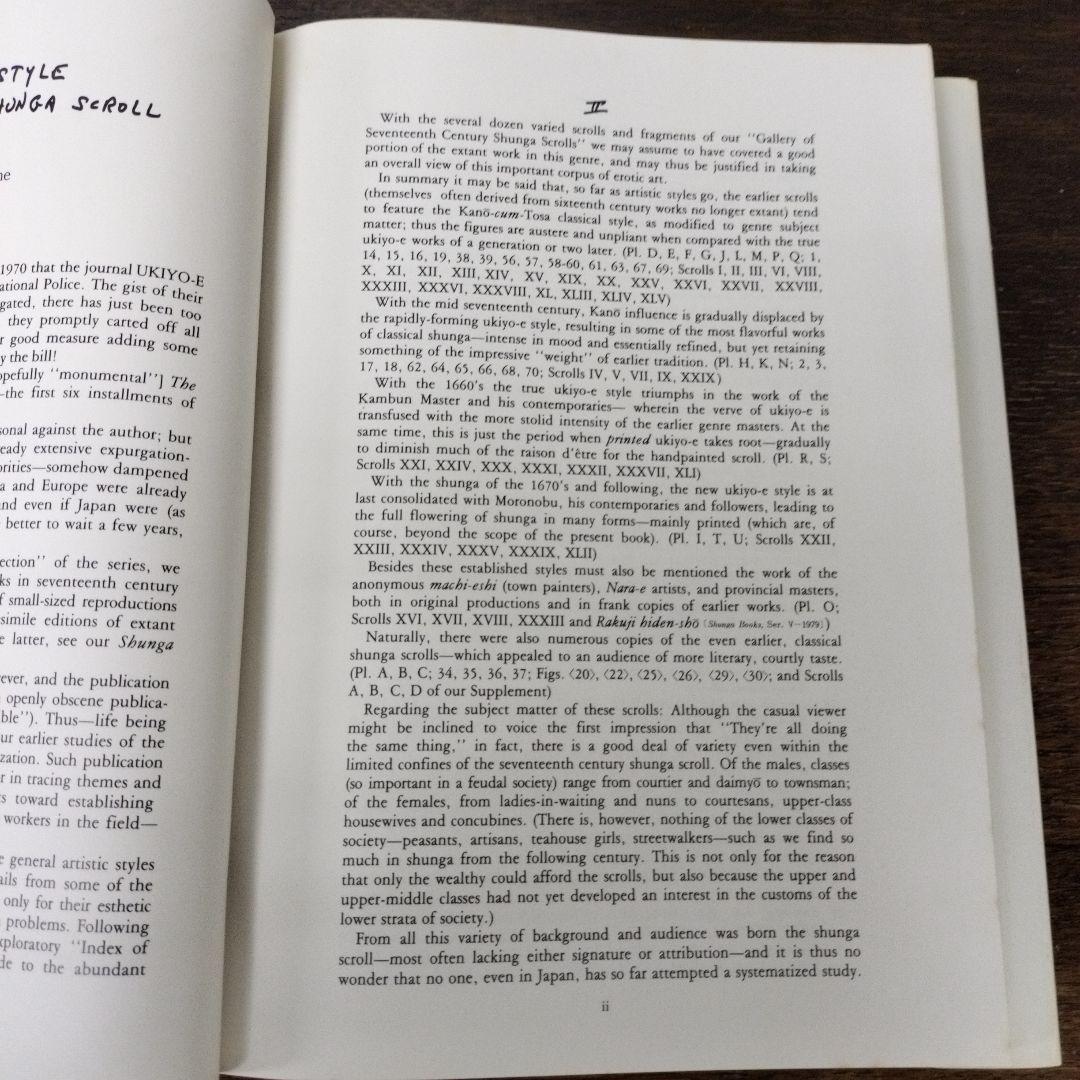 STYLE
HUNGA SCROLL
1970 that the journal UKIYO-E
ational Police. The gist of their
gated, there has just been too
they promptly carted off all
r good measure adding some
y the bill!
opefully "monumental"] The
—the first six installments of
sonal against the author; but
eady extensive expurgation-
orities—somehow dampened
a and Europe were already
nd even if Japan were (as
better to wait a few years,
ection" of the series, we
ks in seventeenth century
f small-sized reproductions
simile editions of extant
e latter, see our Shunga
ever, and the publication
openly obscene publica-
ble"). Thus—life being
ur earlier studies of the
zation. Such publication
r in tracing themes and
s toward establishing
workers in the field—
e general artistic styles
ails from some of the
only for their esthetic
problems. Following
xploratory "Index of
de to the abundant
II
With the several dozen varied scrolls and fragments of our "Gallery of
Seventeenth Century Shunga Scrolls" we may assume to have covered a good
portion of the extant work in this genre, and may thus be justified in taking
an overall view of this important corpus of erotic art.
In summary it may be said that, so far as artistic styles go, the earlier scrolls
(themselves often derived from sixteenth century works no longer extant) tend
to feature the Kanō-cum-Tosa classical style, as modified to genre subject
matter; thus the figures are austere and unpliant when compared with the true
ukiyo-e works of a generation or two later. (Pl. D, E, F, G, J, L, M, P, Q; 1,
14, 15, 16, 19, 38, 39, 56, 57, 58-60, 61, 63, 67, 69; Scrolls I, II, III, VI, VIII,
X, XI, XII, XIII, XIV, XV, XIX, XX, XXV, XXVI, XXVII, XXVIII,
XXXIII, XXXVI, XXXVIII, XL, XLIII, XLIV, XLV)
With the mid seventeenth century, Kanō influence is gradually displaced by
the rapidly-forming ukiyo-e style, resulting in some of the most flavorful works
of classical shunga—intense in mood and essentially refined, but yet retaining
something of the impressive "weight" of earlier tradition. (Pl. H, K, N; 2, 3,
17, 18, 62, 64, 65, 66, 68, 70; Scrolls IV, V, VII, IX, XXIX)
With the 1660's the true ukiyo-e style triumphs in the work of the
Kambun Master and his contemporaries— wherein the verve of ukiyo-e is
transfused with the more stolid intensity of the earlier genre masters. At the
same time, this is just the period when printed ukiyo-e takes root—gradually
to diminish much of the raison d'être for the handpainted scroll. (Pl. R, S;
Scrolls XXI, XXIV, XXX, XXXI, XXXII, XXXVII, XLI)
With the shunga of the 1670's and following, the new ukiyo-e style is at
last consolidated with Moronobu, his contemporaries and followers, leading to
the full flowering of shunga in many forms—mainly printed (which are, of
course, beyond the scope of the present book). (Pl. I, T, U; Scrolls XXII,
XXIII, XXXIV, XXXV, XXXIX, XLII)
Besides these established styles must also be mentioned the work of the
anonymous machi-eshi (town painters), Nara-e artists, and provincial masters,
both in original productions and in frank copies of earlier works. (Pl. O;
Scrolls XVI, XVII, XVIII, XXXIII and Rakuji hiden-shō [Shunga Books, Ser. V—1979])
Naturally, there were also numerous copies of the even earlier, classical
shunga scrolls—which appealed to an audience of more literary, courtly taste.
(Pl. A, B, C; 34, 35, 36, 37; Figs. ⟨20⟩, ⟨22⟩, ⟨25⟩, ⟨26⟩, ⟨29⟩, ⟨30⟩; and Scrolls
A, B, C, D of our Supplement)
Regarding the subject matter of these scrolls: Although the casual viewer
might be inclined to voice the first impression that "They're all doing
the same thing," in fact, there is a good deal of variety even within the
limited confines of the seventeenth century shunga scroll. Of the males, classes
(so important in a feudal society) range from courtier and daimyō to townsman;
of the females, from ladies-in-waiting and nuns to courtesans, upper-class
housewives and concubines. (There is, however, nothing of the lower classes of
society—peasants, artisans, teahouse girls, streetwalkers—such as we find so
much in shunga from the following century. This is not only for the reason
that only the wealthy could afford the scrolls, but also because the upper and
upper-middle classes had not yet developed an interest in the customs of the
lower strata of society.)
From all this variety of background and audience was born the shunga
scroll—most often lacking either signature or attribution—and it is thus no
wonder that no one, even in Japan, has so far attempted a systematized study.
ii